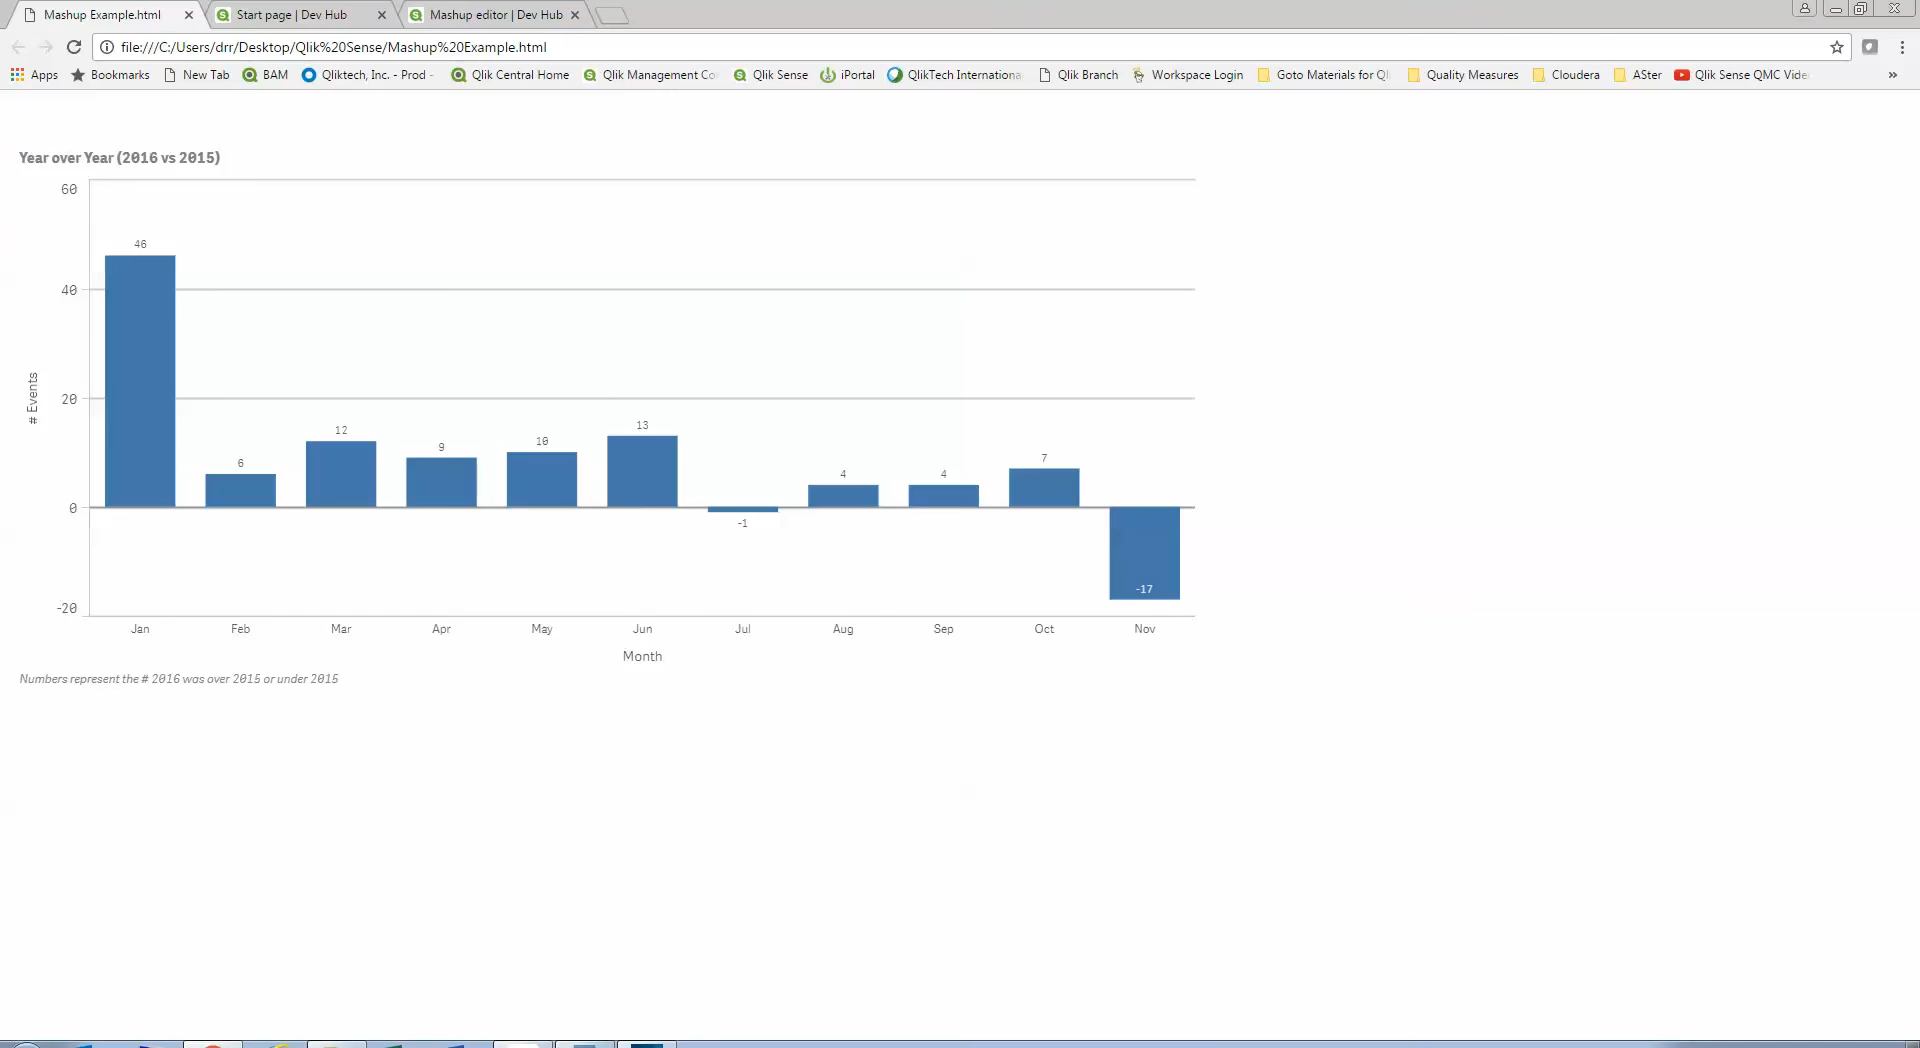 Mashup Example.html
Start page | Dev Hub
Mashup editor | Dev Hub
file:///C:/Users/drr/Desktop/Qlik%20Sense/Mashup%20Example.html
Apps Bookmarks New Tab BAM Qliktech, Inc. - Prod - Qlik Central Home Qlik Management Co Qlik Sense iPortal QlikTech Internationa Qlik Branch Workspace Login Goto Materials for Ql Quality Measures Cloudera ASter Qlik Sense QMC Vide
Year over Year (2016 vs 2015)
60
46
40
# Events
20
13
12
10
9
7
6
4
4
0
-1
-17
-20
Jan Feb Mar Apr May Jun Jul Aug Sep Oct Nov
Month
Numbers represent the # 2016 was over 2015 or under 2015